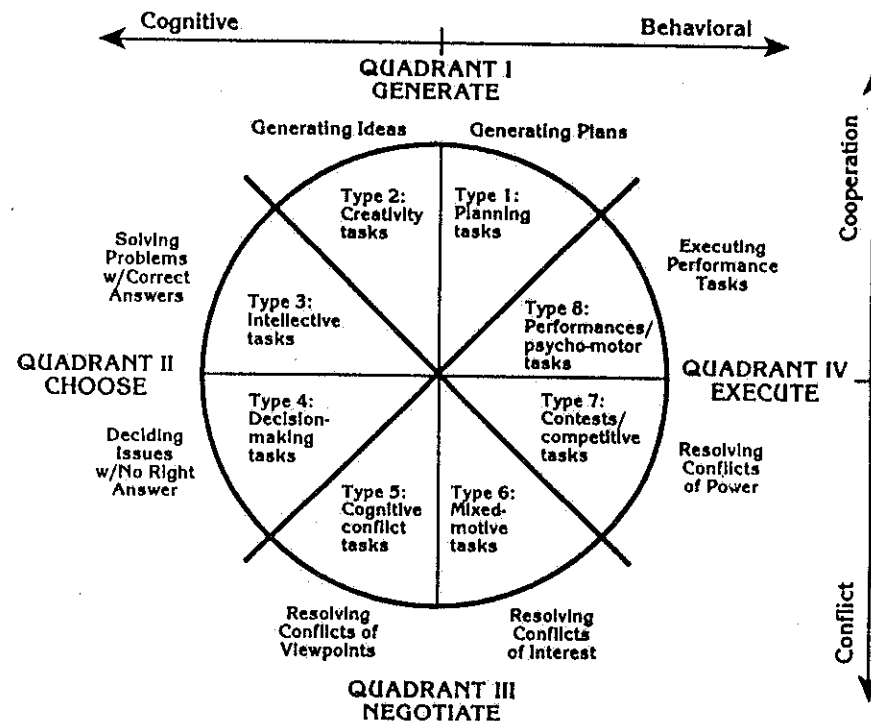 Cognitive
Behavioral
QUADRANT I
GENERATE
Generating Ideas
Generating Plans
Cooperation
Type 2:
Creativity
tasks
Type 1:
Planning
tasks
Solving
Problems
w/Correct
Answers
Executing
Performance
Tasks
Type 3:
Intellective
tasks
Type 8:
Performances/
psycho-motor
tasks
QUADRANT II
CHOOSE
QUADRANT IV
EXECUTE
Type 4:
Decision-
making
tasks
Type 7:
Contests/
competitive
tasks
Deciding
Issues
w/No Right
Answer
Resolving
Conflicts
of Power
Type 5:
Cognitive
conflict
tasks
Type 6:
Mixed-
motive
tasks
Conflict
Resolving
Conflicts of
Viewpoints
Resolving
Conflicts
of Interest
QUADRANT III
NEGOTIATE